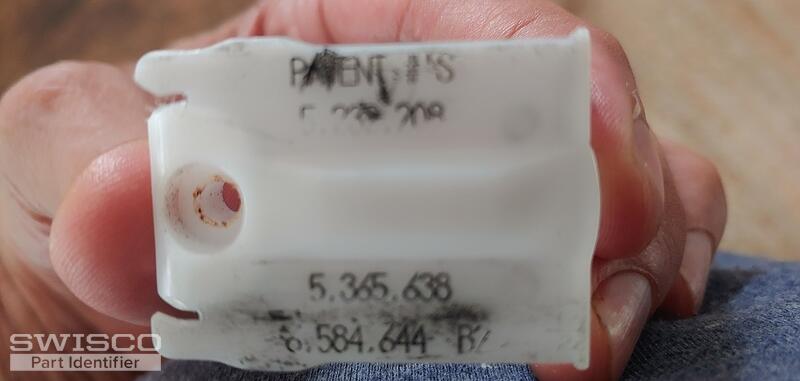 PATENT #'S
5.365.638
6.584.644 B
SWISCO
Part Identifier